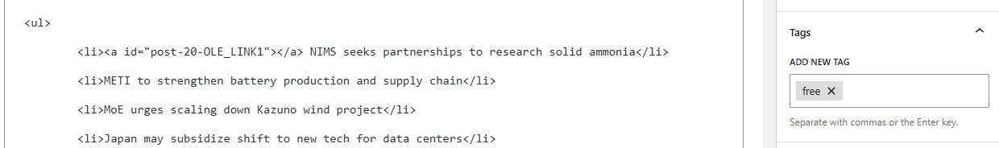 <ul>
<li><a id="post-20-OLE_LINK1"></a> NIMS seeks partnerships to research solid ammonia</li>
<li>METI to strengthen battery production and supply chain</li>
<li>MoE urges scaling down Kazuno wind project</li>
<li>Japan may subsidize shift to new tech for data centers</li>
Tags
ADD NEW TAG
free ✕
Separate with commas or the Enter key.